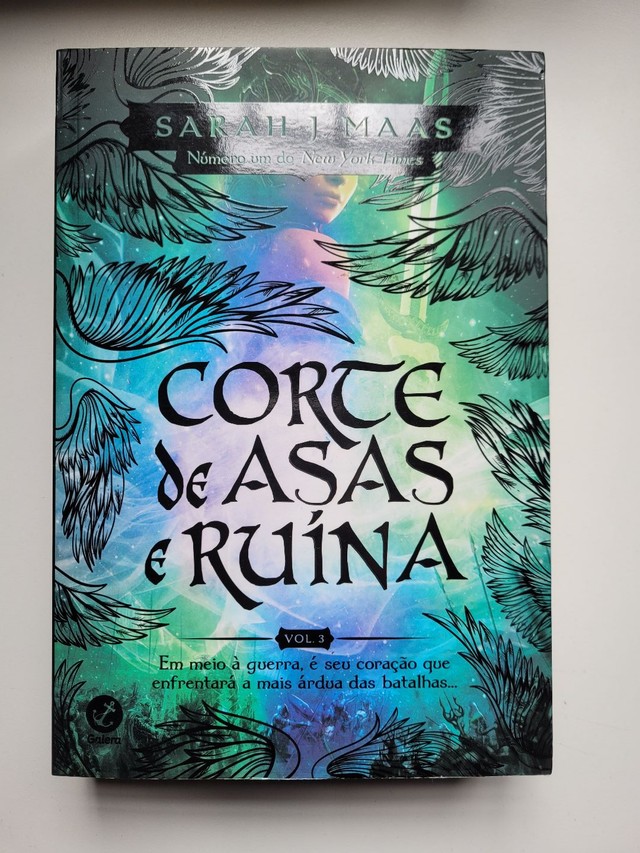 SARAH J MAAS
Número um do New York Times
CORTE
de ASAS
e RUÍNA
VOL. 3
Em meio à guerra, é seu coração que
enfrentará a mais árdua das batalhas...
Galera